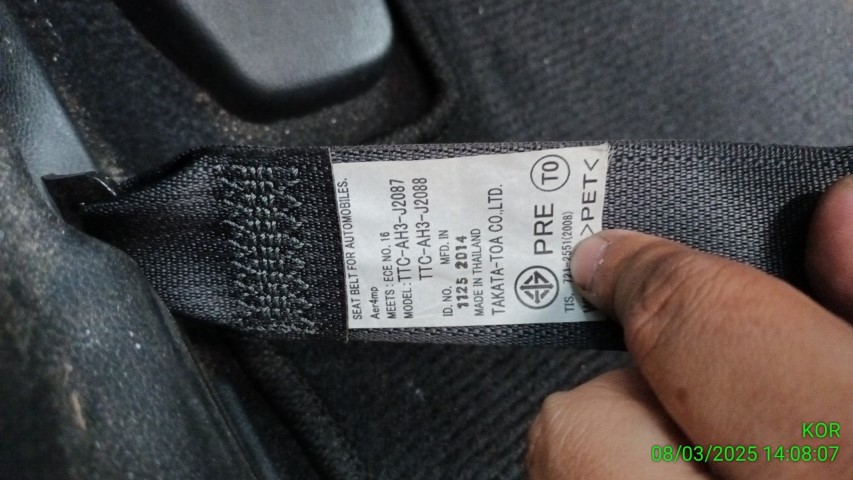 SEAT BELT FOR AUTOMOBILES.
Aer4mp
MEETS : ECE NO. 16
MODEL : TTC-AH3-J2087
TTC-AH3-J2088
ID. NO. MFD. IN
1125 2014
MADE IN THAILAND
TAKATA-TOA CO.,LTD.
PRE TO
TIS. 721-2551(2008)
>PET<
KOR
08/03/2025 14:08:07